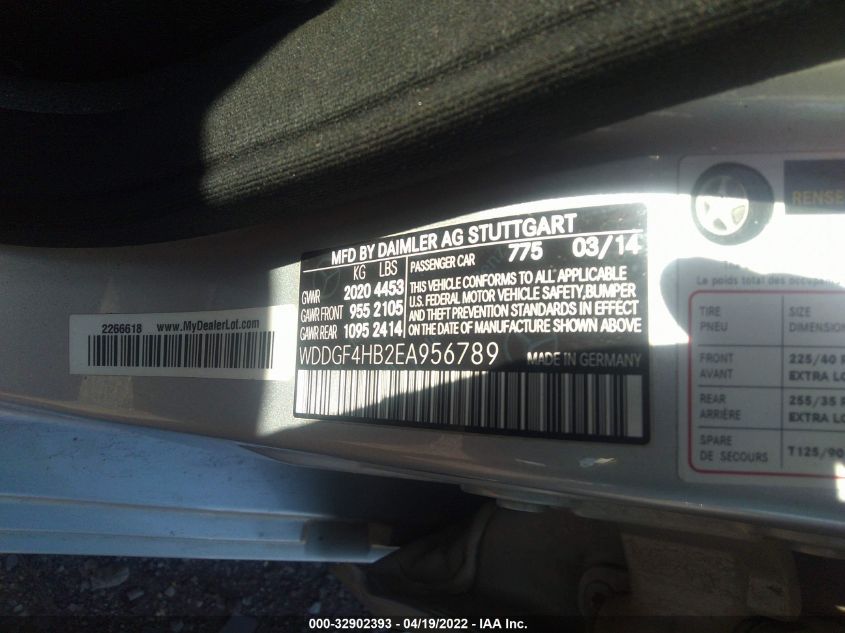 MFD BY DAIMLER AG STUTTGART
KG LBS
GVWR 2020 4453
GAWR FRONT 955 2105
GAWR REAR 1095 2414
PASSENGER CAR 775 03/14
THIS VEHICLE CONFORMS TO ALL APPLICABLE
U.S. FEDERAL MOTOR VEHICLE SAFETY,BUMPER
AND THEFT PREVENTION STANDARDS IN EFFECT
ON THE DATE OF MANUFACTURE SHOWN ABOVE
WDDGF4HB2EA956789 MADE IN GERMANY
2266618 www.MyDealerLot.com
Le poids total des
TIRE SIZE
PNEU DIMENSION
FRONT 225/40
AVANT EXTRA
REAR 255/35
ARRIÈRE EXTRA
SPARE T125/90
DE SECOURS
000-32902393 - 04/19/2022 - IAA Inc.